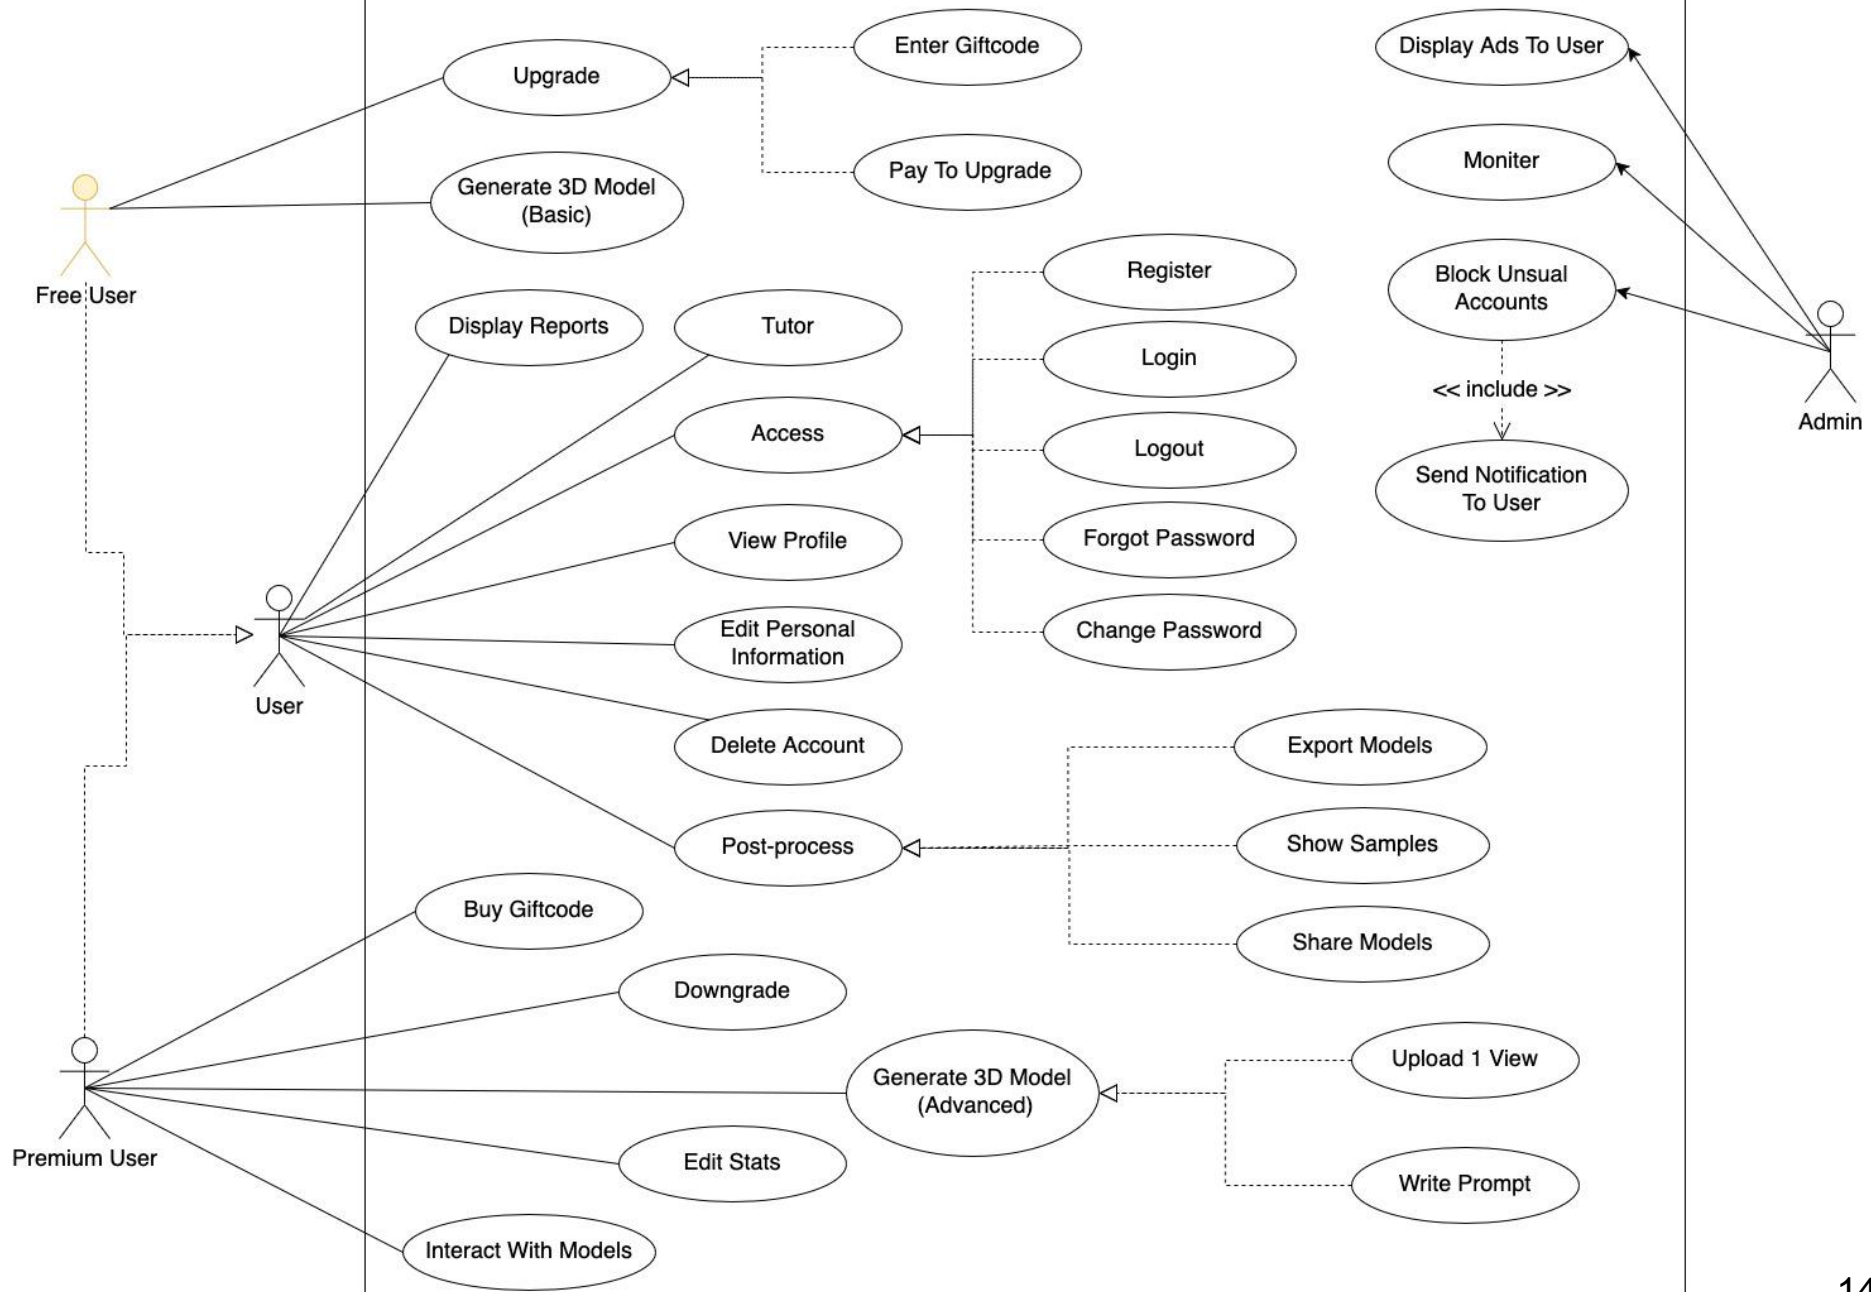 Enter Giftcode
Display Ads To User
Upgrade
Moniter
Pay To Upgrade
Generate 3D Model
(Basic)
Free User
Register
Block Unsual
Accounts
Display Reports
Tutor
Login
<< include >>
Admin
Access
Logout
Send Notification
To User
View Profile
Forgot Password
Edit Personal
Information
Change Password
User
Delete Account
Export Models
Post-process
Show Samples
Buy Giftcode
Share Models
Downgrade
Generate 3D Model
(Advanced)
Upload 1 View
Premium User
Edit Stats
Write Prompt
Interact With Models
14